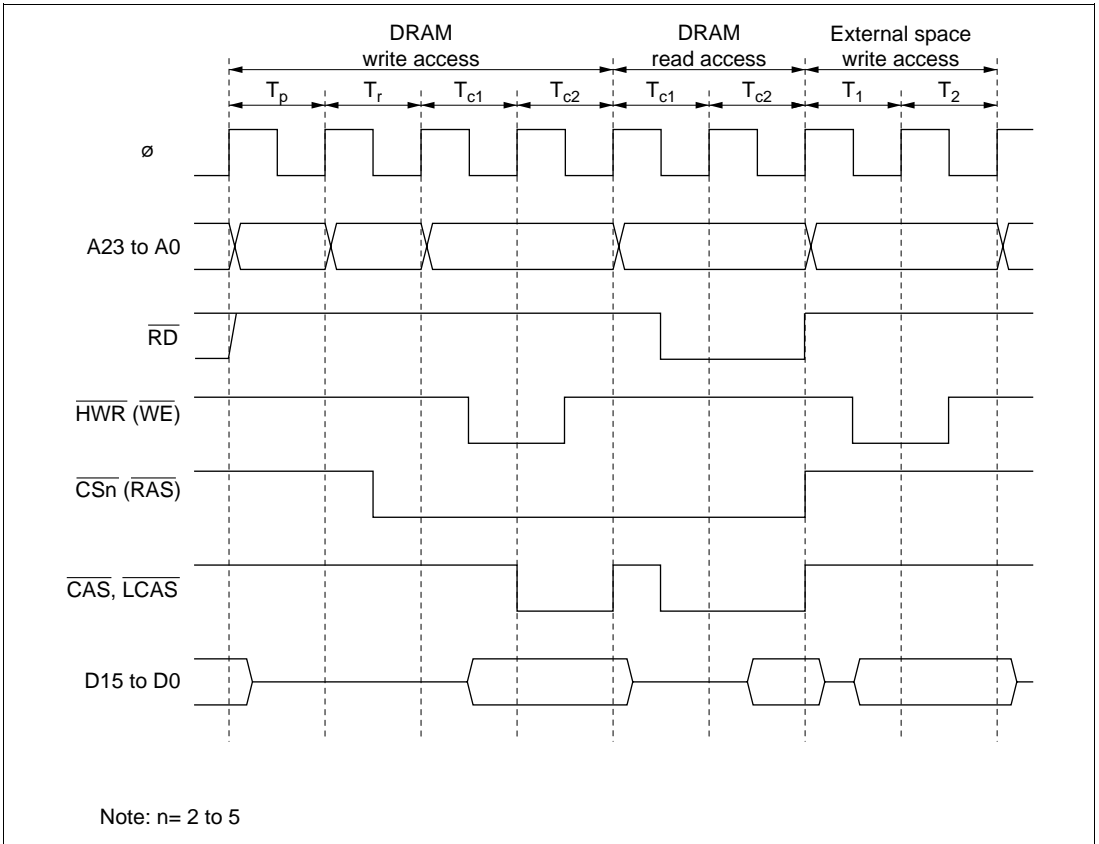 DRAM
write access
DRAM
read access
External space
write access
Tp Tr Tc1 Tc2 Tc1 Tc2 T1 T2
ø
A23 to A0
RD
HWR (WE)
CSn (RAS)
CAS, LCAS
D15 to D0
Note: n= 2 to 5